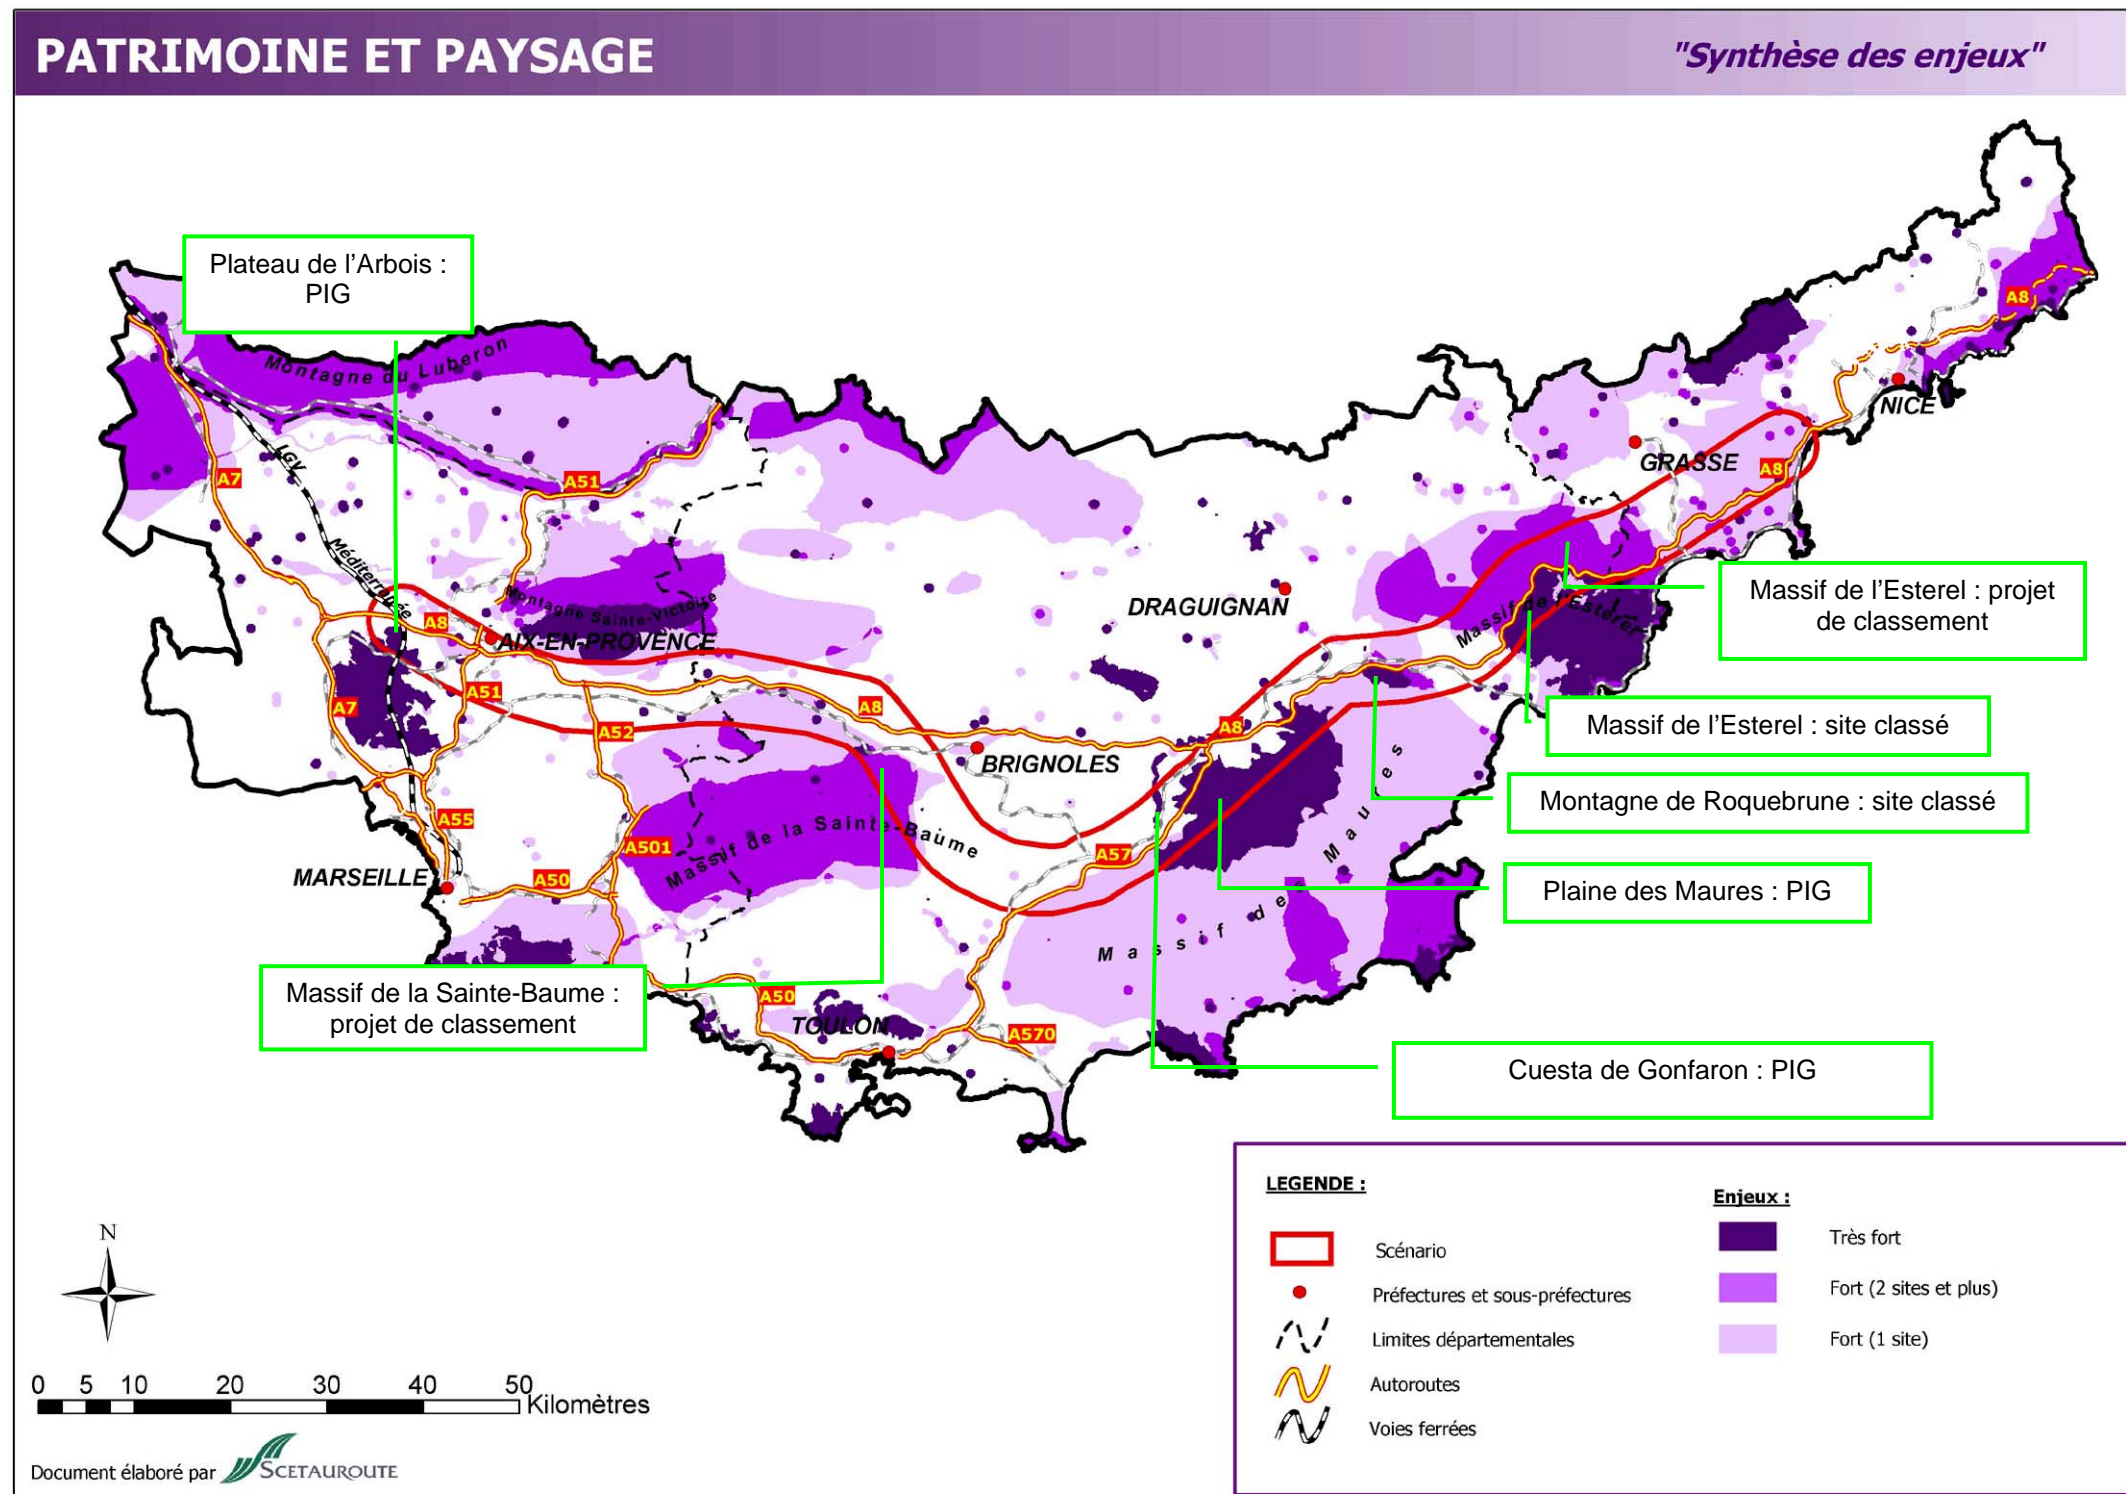 PATRIMOINE ET PAYSAGE
"Synthèse des enjeux"
Plateau de l'Arbois :
PIG
Montagne du Luberon
A8
NICE
GRASSE
A8
A7
LGV
Méditerranée
A51
Montagne Sainte-Victoire
A8
AIX-EN-PROVENCE
DRAGUIGNAN
Massif de l'Esterel
Massif de l'Esterel : projet
de classement
A7
A51
A52
A8
A8
BRIGNOLES
Massif de l'Esterel : site classé
Montagne de Roquebrune : site classé
A55
A501
Massif de la Sainte-Baume
A57
Massif des Maures
MARSEILLE
A50
Plaine des Maures : PIG
Massif de la Sainte-Baume :
projet de classement
A50
TOULON
A570
Cuesta de Gonfaron : PIG
LEGENDE :
Scénario
Préfectures et sous-préfectures
Limites départementales
Autoroutes
Voies ferrées
Enjeux :
Très fort
Fort (2 sites et plus)
Fort (1 site)
N
0 5 10 20 30 40 50
Kilomètres
Document élaboré par SCETAUROUTE